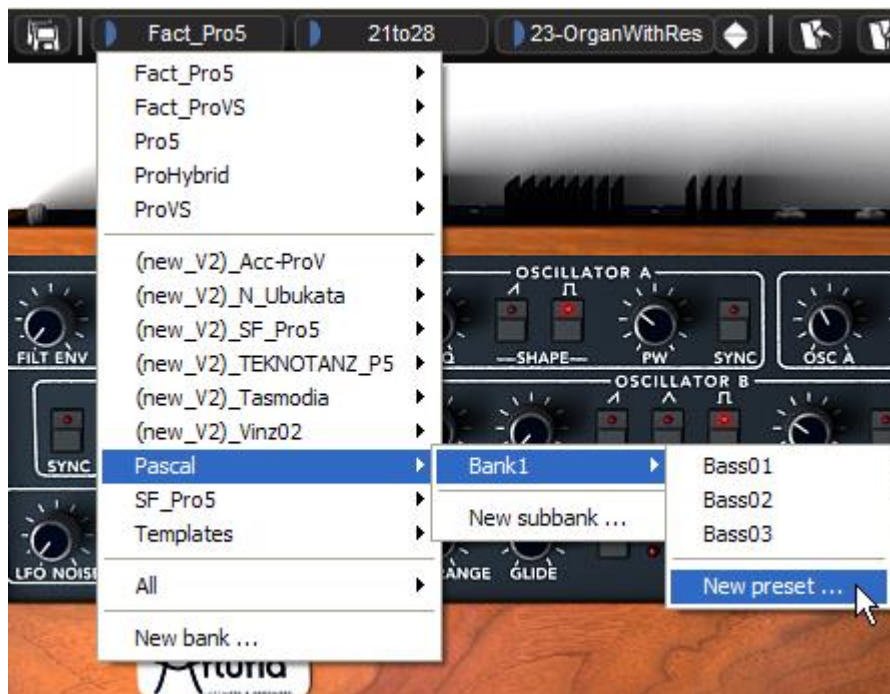 Fact_Pro5 21to28 23-OrganWithRes
Fact_Pro5
Fact_ProVS
Pro5
ProHybrid
ProVS
(new_V2)_Acc-ProV
(new_V2)_N_Ubukata
(new_V2)_SF_Pro5
(new_V2)_TEKNOTANZ_P5
(new_V2)_Tasmodia
(new_V2)_Vinz02
Pascal
SF_Pro5
Templates
All
New bank ...
Bank1
New subbank ...
Bass01
Bass02
Bass03
New preset ...
OSCILLATOR A
FILT ENV
SHAPE PW SYNC OSC A
OSCILLATOR B
SYNC
LFO NOISE
GLIDE